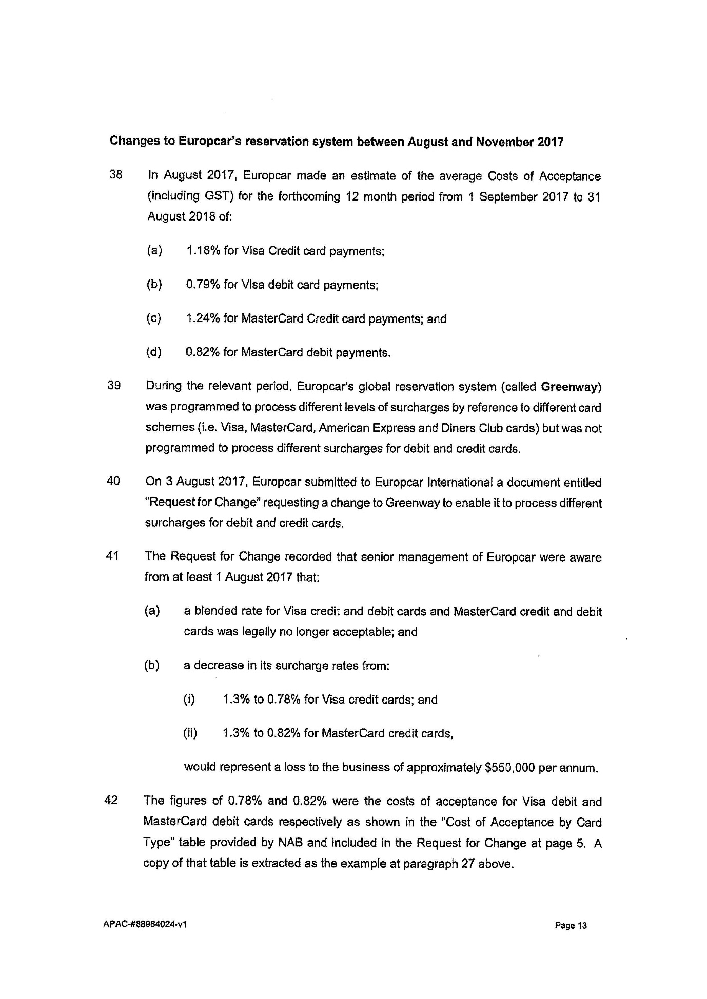 Changes to Europcar's reservation system between August and November 2017
38 In August 2017, Europcar made an estimate of the average Costs of Acceptance
(including GST) for the forthcoming 12 month period from 1 September 2017 to 31
August 2018 of:
(a) 1.18% for Visa Credit card payments;
(b) 0.79% for Visa debit card payments;
(c) 1.24% for MasterCard Credit card payments; and
(d) 0.82% for MasterCard debit payments.
39 During the relevant period, Europcar's global reservation system (called Greenway)
was programmed to process different levels of surcharges by reference to different card
schemes (i.e. Visa, MasterCard, American Express and Diners Club cards) but was not
programmed to process different surcharges for debit and credit cards.
40 On 3 August 2017, Europcar submitted to Europcar International a document entitled
"Request for Change" requesting a change to Greenway to enable it to process different
surcharges for debit and credit cards.
41 The Request for Change recorded that senior management of Europcar were aware
from at least 1 August 2017 that:
(a) a blended rate for Visa credit and debit cards and MasterCard credit and debit
cards was legally no longer acceptable; and
(b) a decrease in its surcharge rates from:
(i) 1.3% to 0.78% for Visa credit cards; and
(ii) 1.3% to 0.82% for MasterCard credit cards,
would represent a loss to the business of approximately $550,000 per annum.
42 The figures of 0.78% and 0.82% were the costs of acceptance for Visa debit and
MasterCard debit cards respectively as shown in the "Cost of Acceptance by Card
Type" table provided by NAB and included in the Request for Change at page 5. A
copy of that table is extracted as the example at paragraph 27 above.
APAC-#88984024-v1 Page 13